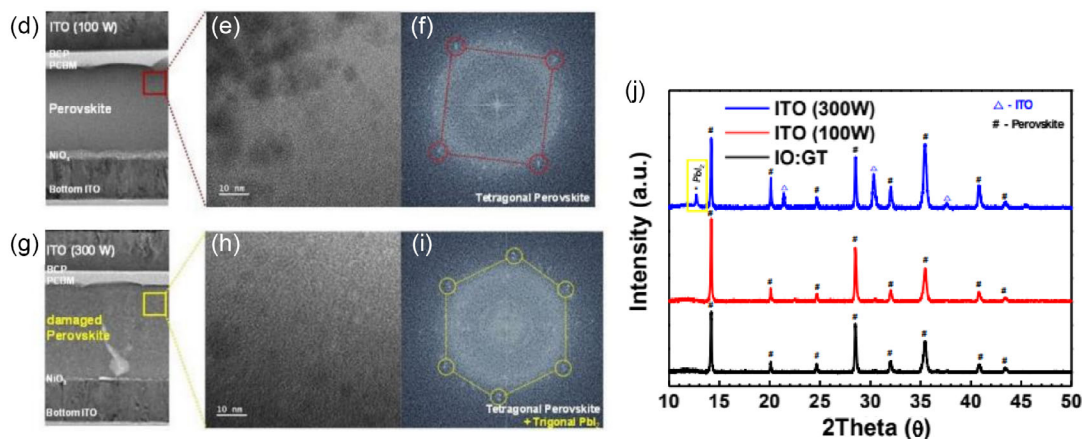 (d)
ITO (100 W)
BCP
PCBM
Perovskite
NiOₓ
Bottom ITO
(e)
10 nm
(f)
Tetragonal Perovskite
(g)
ITO (300 W)
BCP
PCBM
damaged
Perovskite
NiOₓ
Bottom ITO
(h)
10 nm
(i)
Tetragonal Perovskite
+ Trigonal PbI₂
(j)
Intensity (a.u.)
ITO (300W)
ITO (100W)
IO:GT
△ - ITO
# - Perovskite
* PbI₂
# # △ # # △ # # # △ #
# # # # # # # #
# # # # # # # #
10 15 20 25 30 35 40 45 50
2Theta (θ)